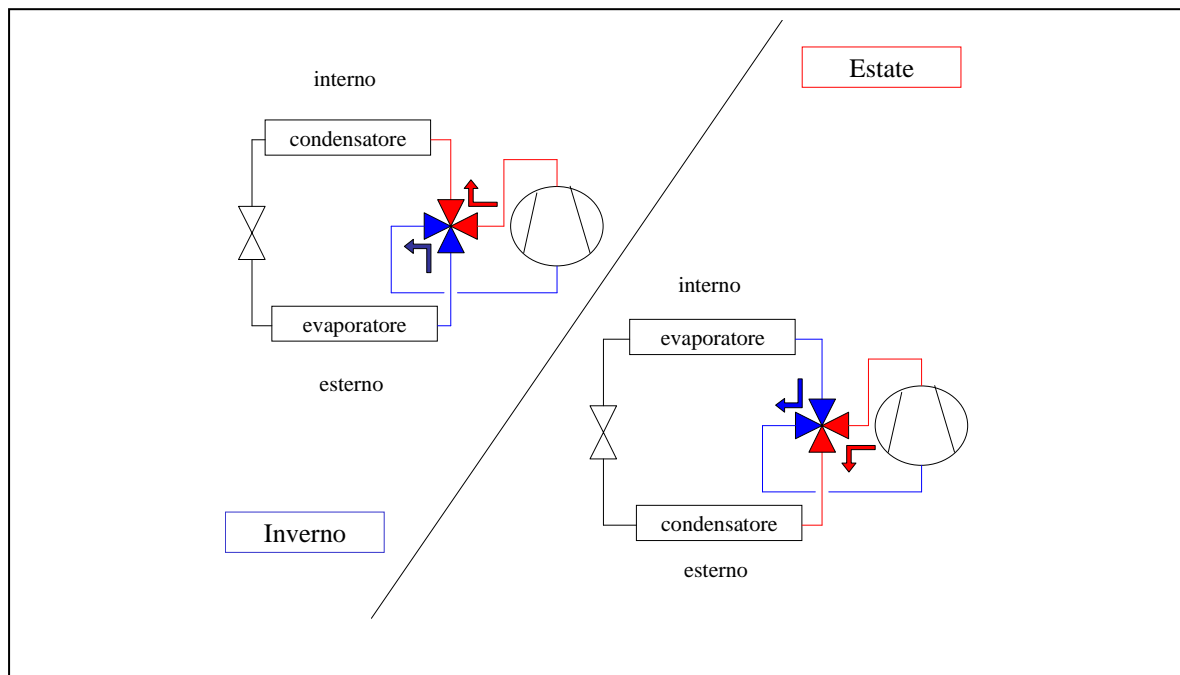 Estate
interno
condensatore
evaporatore
esterno
Inverno
interno
evaporatore
condensatore
esterno